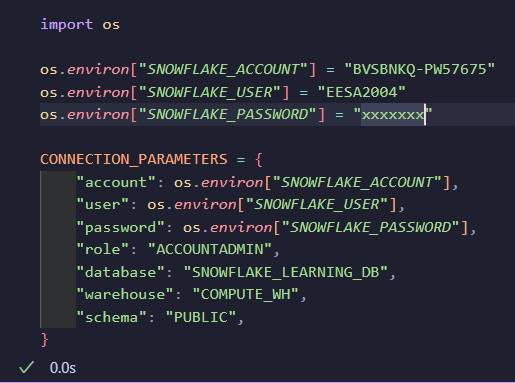 import os
os.environ["SNOWFLAKE_ACCOUNT"] = "BVSBNKQ-PW57675"
os.environ["SNOWFLAKE_USER"] = "EESA2004"
os.environ["SNOWFLAKE_PASSWORD"] = "xxxxxxx"
CONNECTION_PARAMETERS = {
    "account": os.environ["SNOWFLAKE_ACCOUNT"],
    "user": os.environ["SNOWFLAKE_USER"],
    "password": os.environ["SNOWFLAKE_PASSWORD"],
    "role": "ACCOUNTADMIN",
    "database": "SNOWFLAKE_LEARNING_DB",
    "warehouse": "COMPUTE_WH",
    "schema": "PUBLIC",
}
0.0s